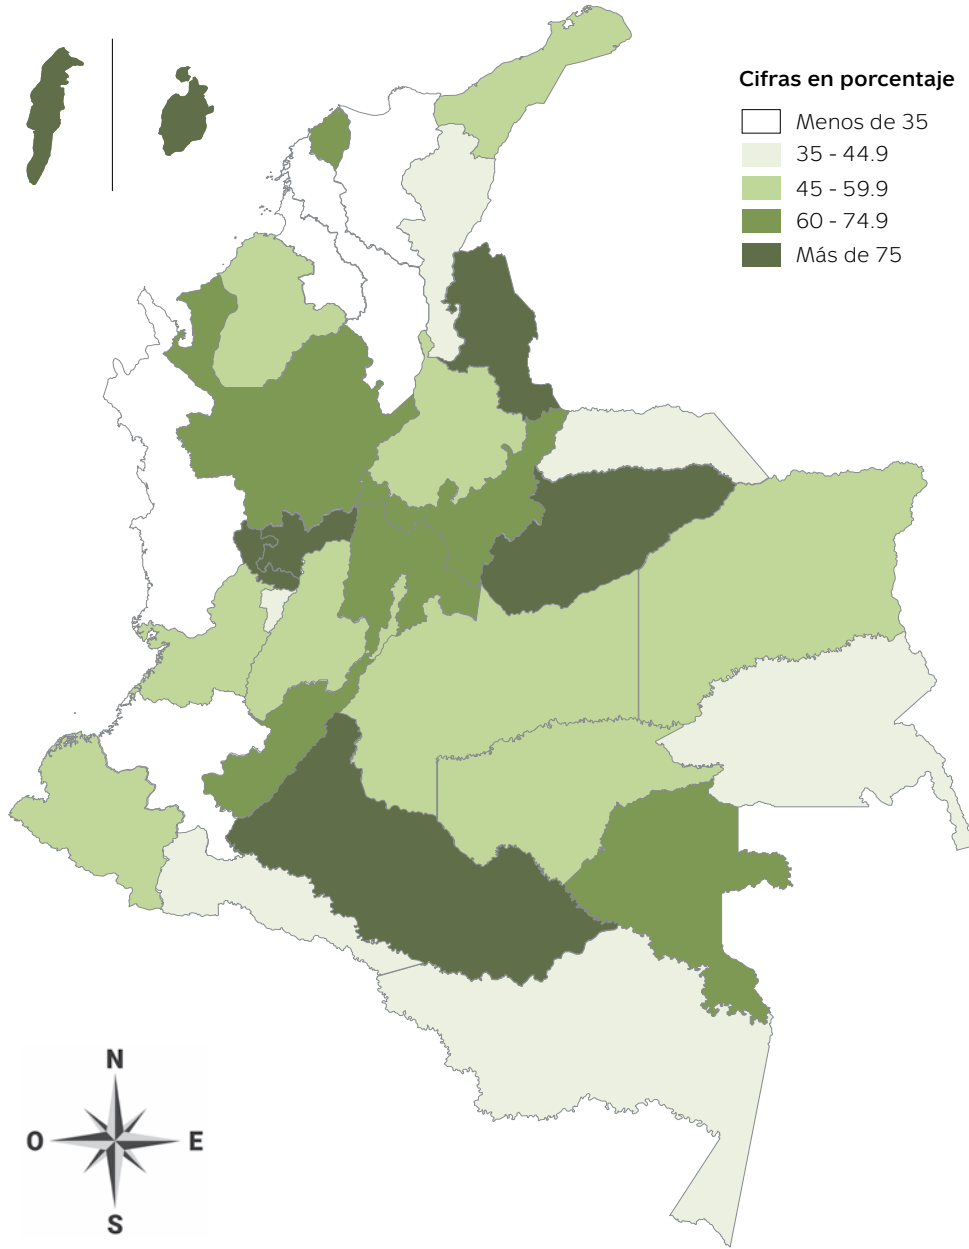 Cifras en porcentaje
Menos de 35
35 - 44.9
45 - 59.9
60 - 74.9
Más de 75
N
O E
S